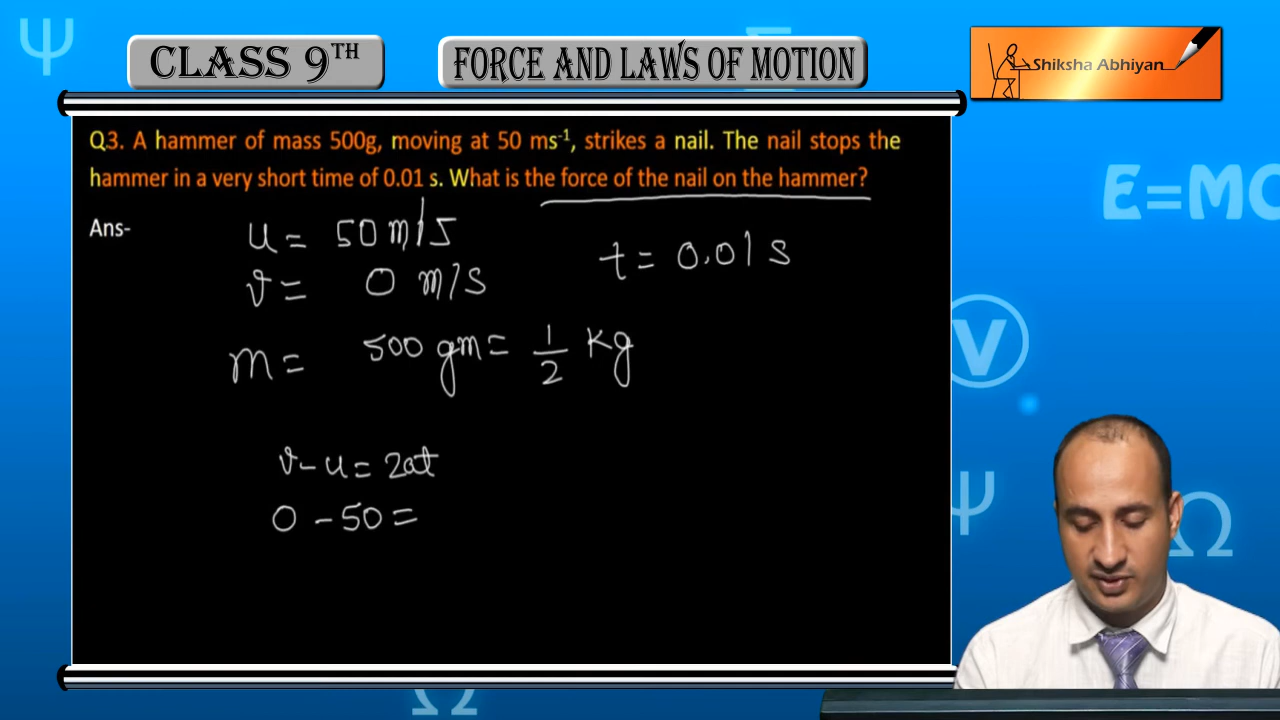 CLASS 9TH
FORCE AND LAWS OF MOTION
Shiksha Abhiyan
Q3. A hammer of mass 500g, moving at 50 ms⁻¹, strikes a nail. The nail stops the
hammer in a very short time of 0.01 s. What is the force of the nail on the hammer?
Ans-
u = 50 m/s
t = 0.01 s
v = 0 m/s
m = 500 gm = 1/2 kg
v - u = 2at
0 - 50 =
E=MC
V
Ψ
Ψ
Ω
Ω